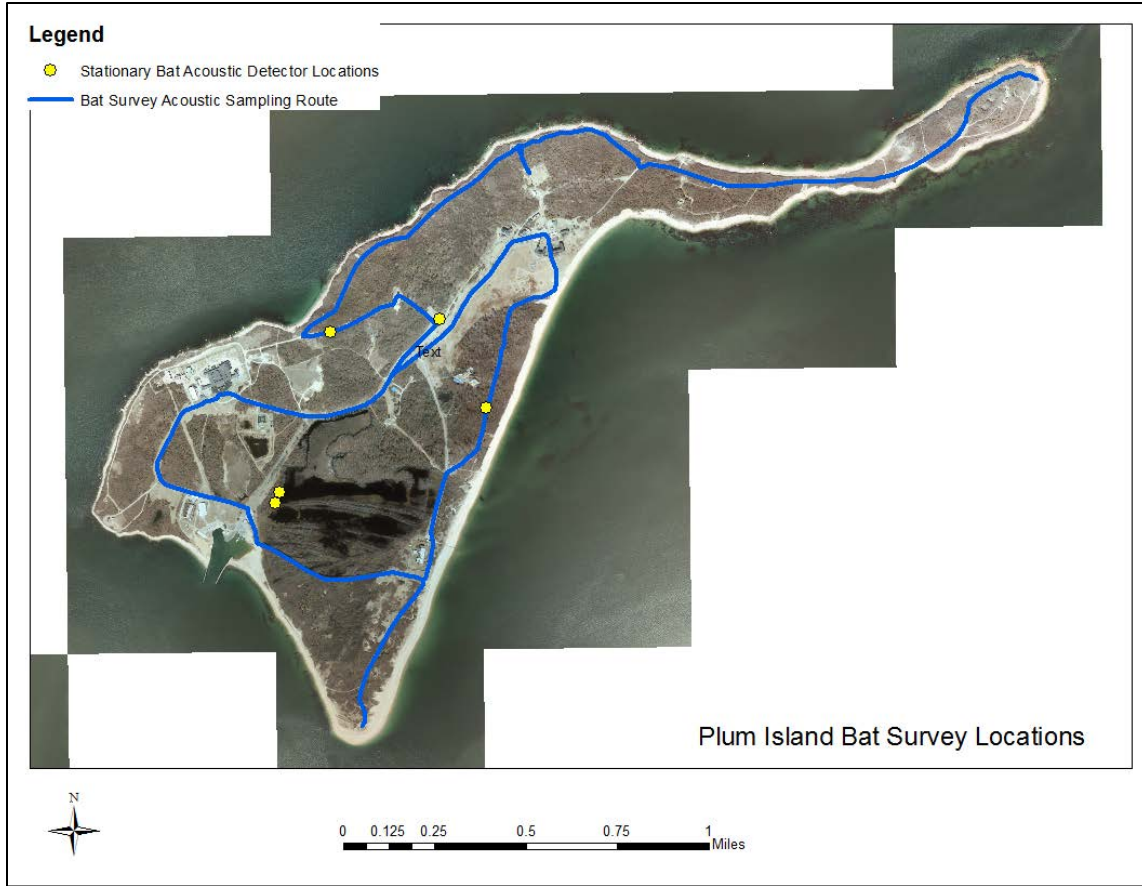 Legend
Stationary Bat Acoustic Detector Locations
Bat Survey Acoustic Sampling Route
Text
Plum Island Bat Survey Locations
N
0 0.125 0.25 0.5 0.75 1
Miles